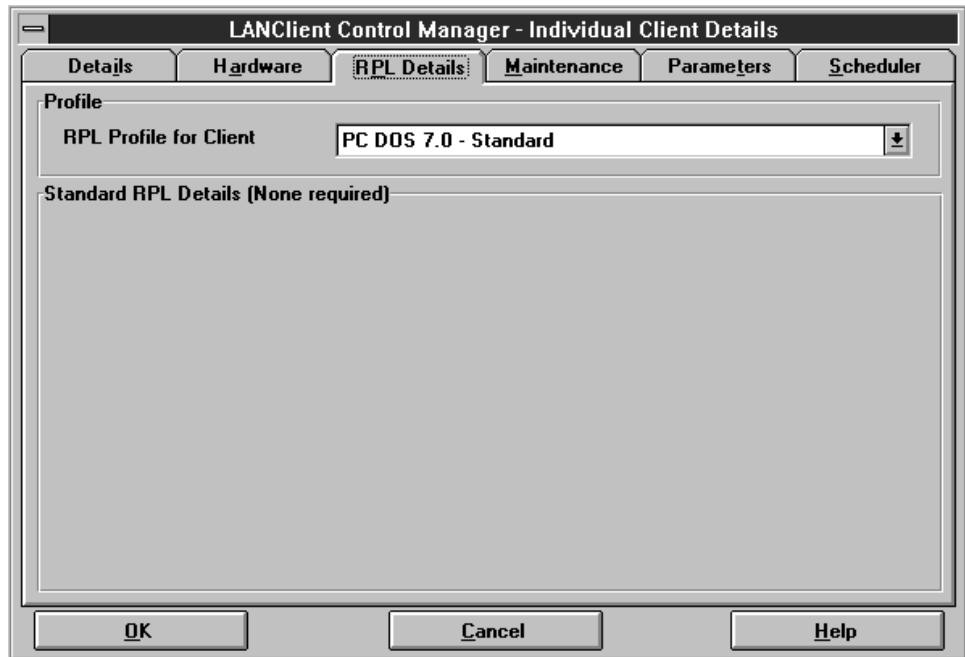 LANClient Control Manager - Individual Client Details
Details Hardware RPL Details Maintenance Parameters Scheduler
Profile
RPL Profile for Client PC DOS 7.0 - Standard
Standard RPL Details (None required)
OK Cancel Help